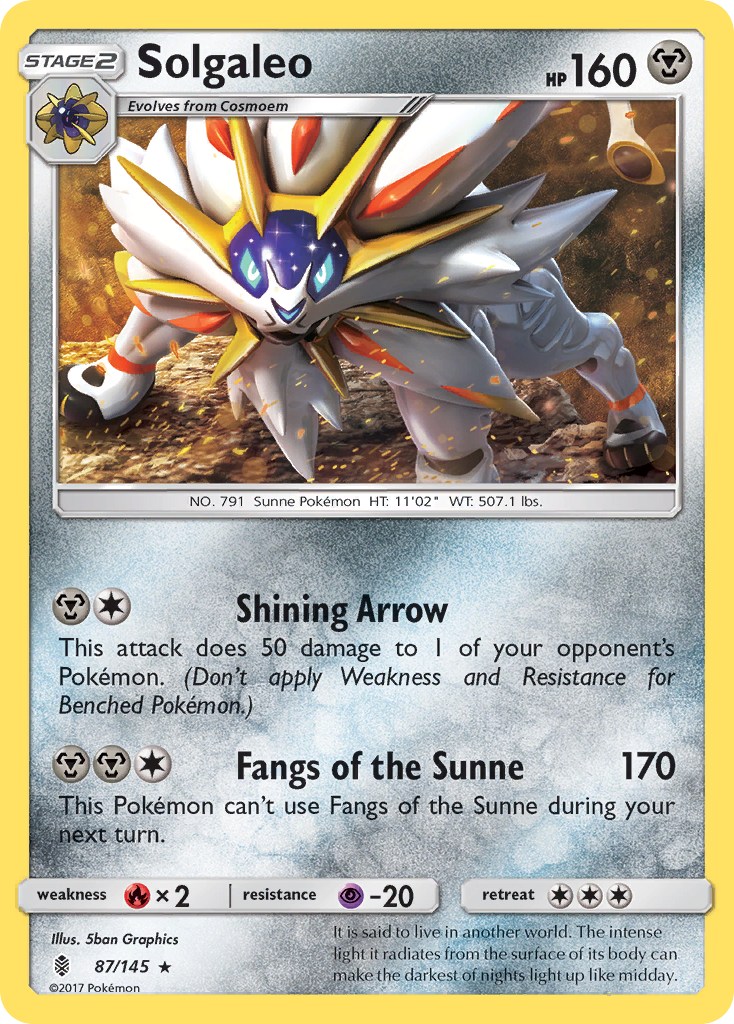 STAGE2 Solgaleo HP 160
Evolves from Cosmoem
NO. 791 Sunne Pokémon HT: 11'02" WT: 507.1 lbs.
Shining Arrow
This attack does 50 damage to 1 of your opponent's
Pokémon. (Don't apply Weakness and Resistance for
Benched Pokémon.)
Fangs of the Sunne 170
This Pokémon can't use Fangs of the Sunne during your
next turn.
weakness × 2 resistance –20 retreat
Illus. 5ban Graphics
87/145 ★
©2017 Pokémon
It is said to live in another world. The intense
light it radiates from the surface of its body can
make the darkest of nights light up like midday.